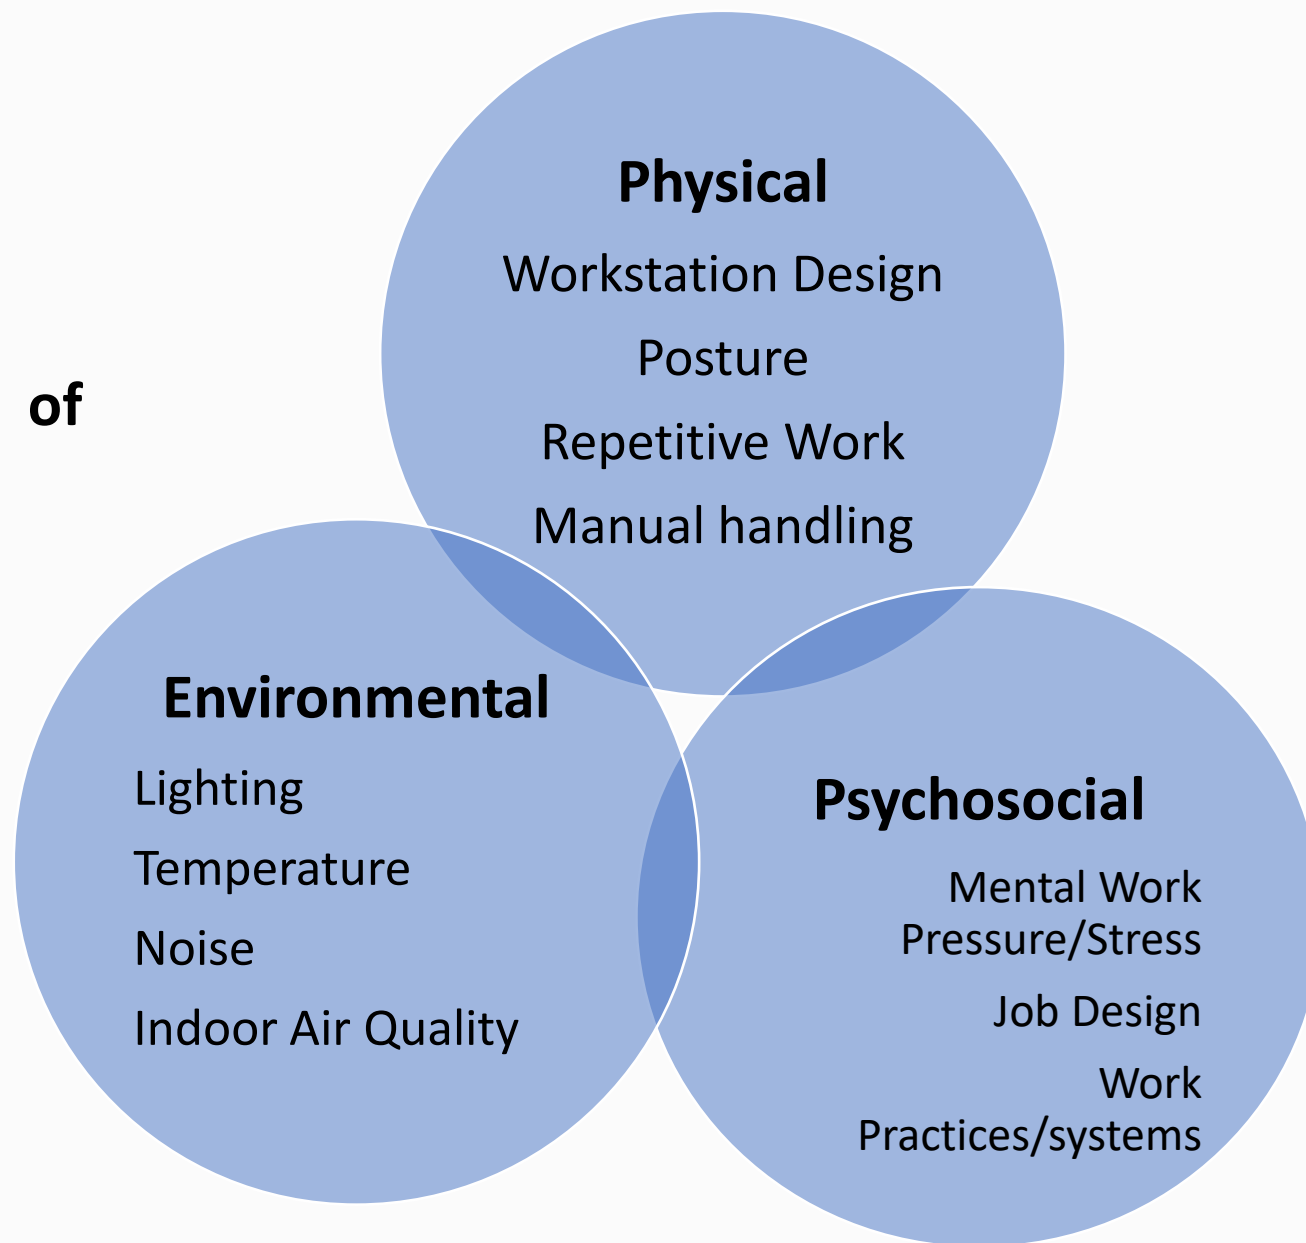 of
Physical
Workstation Design
Posture
Repetitive Work
Manual handling
Environmental
Lighting
Temperature
Noise
Indoor Air Quality
Psychosocial
Mental Work
Pressure/Stress
Job Design
Work
Practices/systems